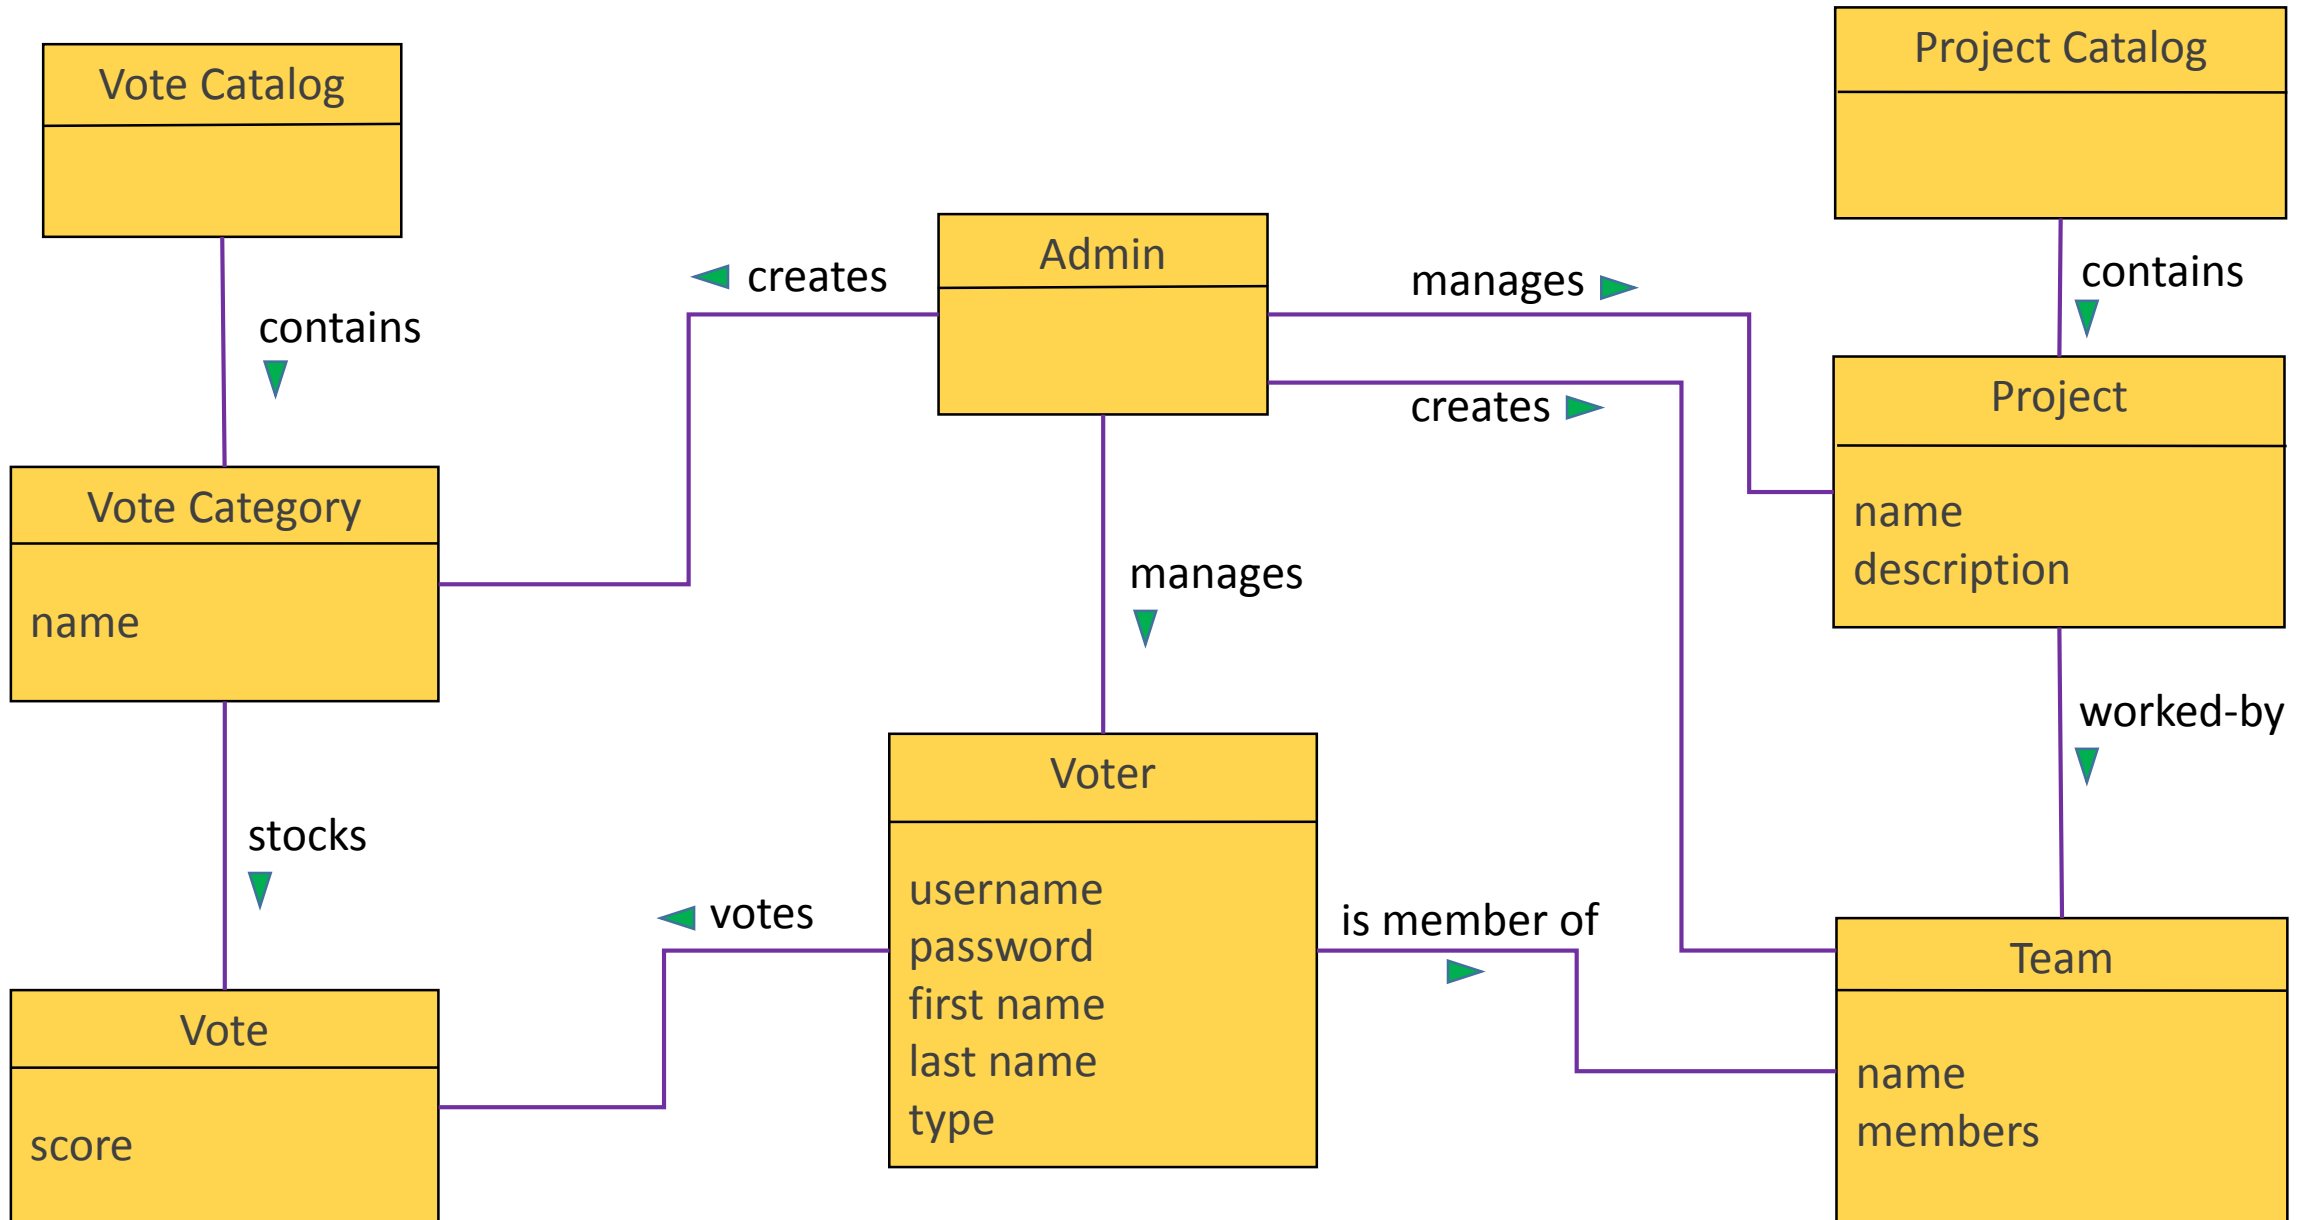 Vote Catalog
Project Catalog
Admin
creates
manages
contains
contains
creates
Project
name
description
Vote Category
name
manages
worked-by
Voter
username
password
first name
last name
type
stocks
votes
is member of
Team
name
members
Vote
score